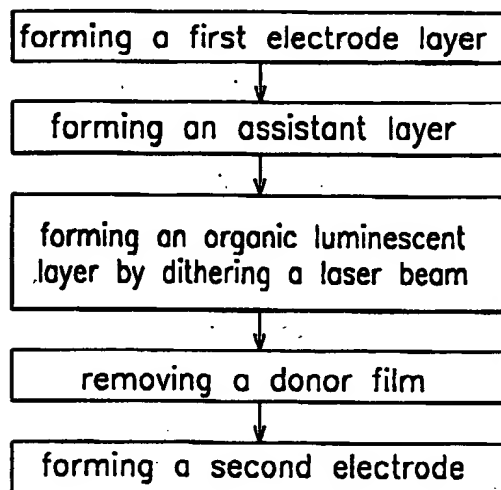 forming a first electrode layer
forming an assistant layer
forming an organic luminescent
layer by dithering a laser beam
removing a donor film
forming a second electrode